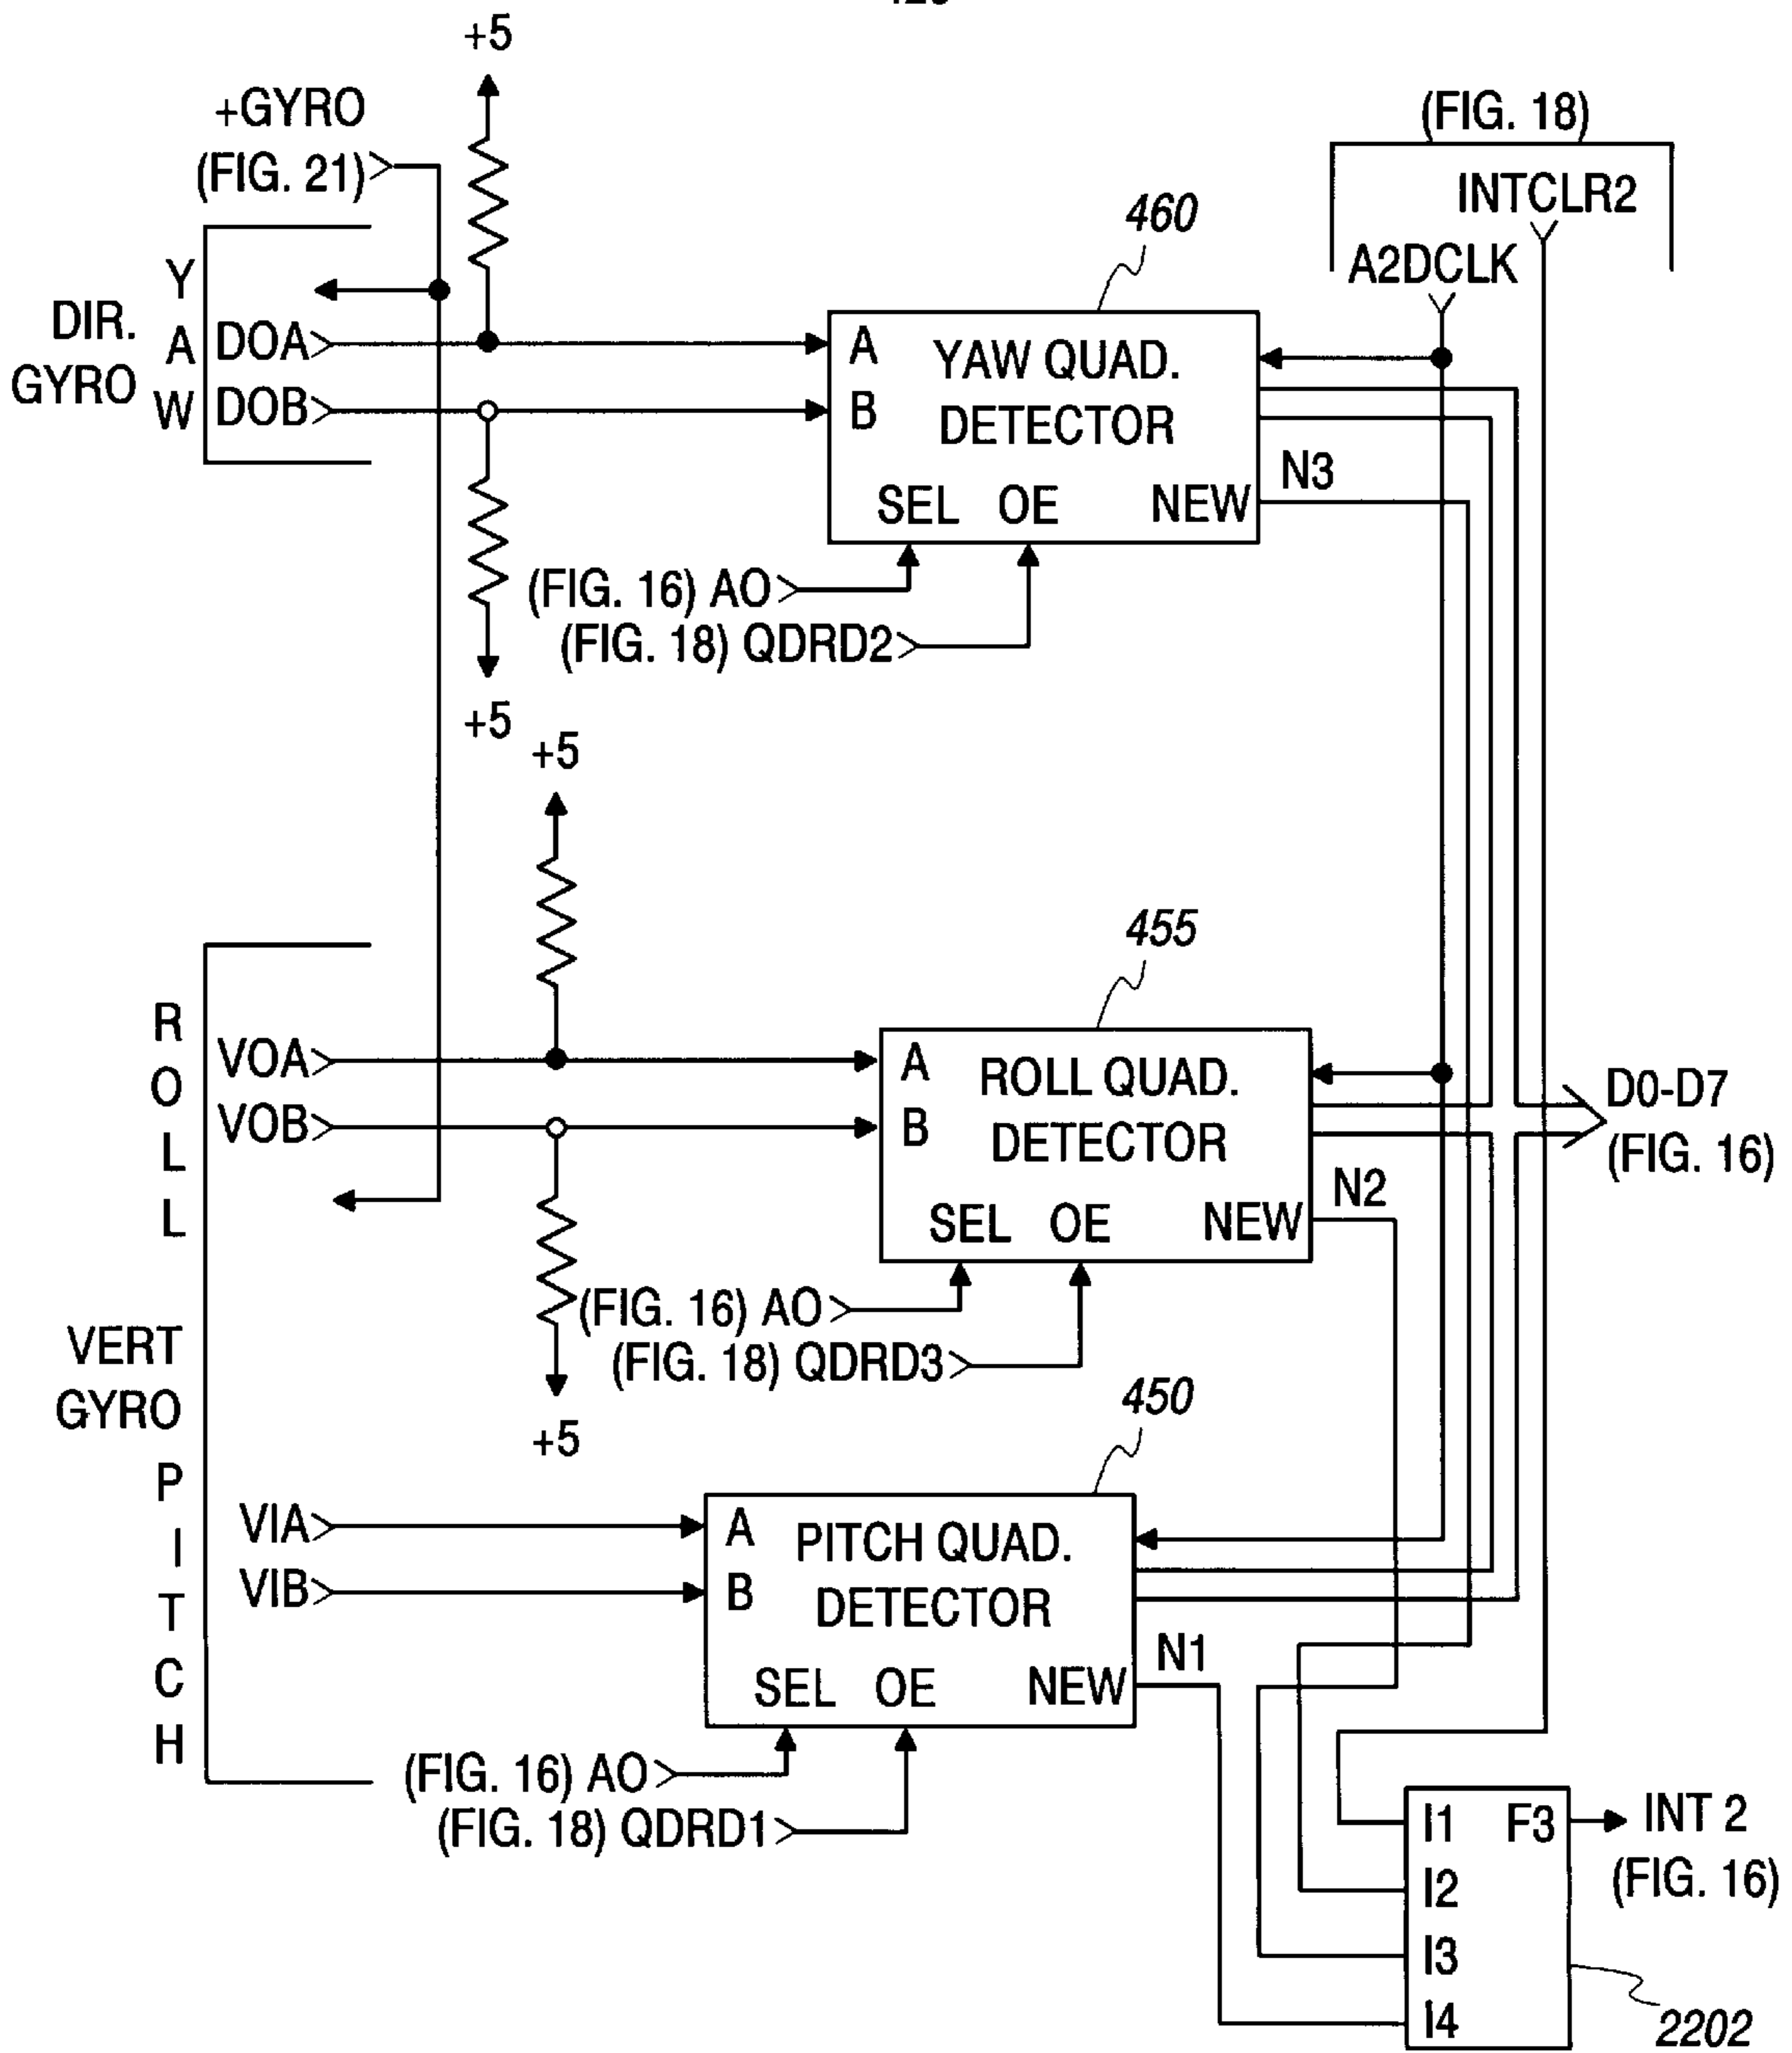 +5
+GYRO
(FIG. 21)
(FIG. 18)
INTCLR2
A2DCLK
460
DIR.
GYRO
YAW
DOA
DOB
A
B
YAW QUAD.
DETECTOR
SEL OE NEW
N3
(FIG. 16) AO
(FIG. 18) QDRD2
+5
+5
455
ROLL
VOA
VOB
A
B
ROLL QUAD.
DETECTOR
SEL OE NEW
N2
D0-D7
(FIG. 16)
(FIG. 16) AO
(FIG. 18) QDRD3
+5
VERT
GYRO
450
PITCH
VIA
VIB
A
B
PITCH QUAD.
DETECTOR
SEL OE NEW
N1
(FIG. 16) AO
(FIG. 18) QDRD1
I1 F3
I2
I3
I4
INT 2
(FIG. 16)
2202